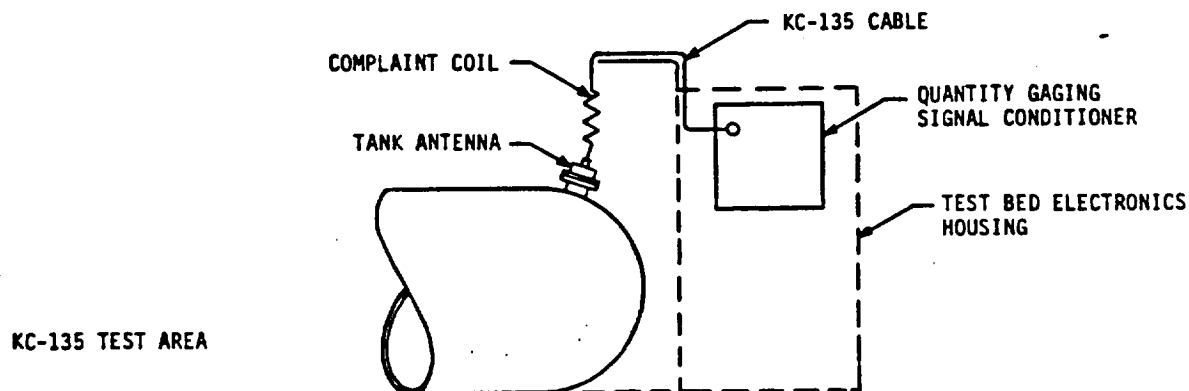 KC-135 CABLE
COMPLAINT COIL
QUANTITY GAGING
SIGNAL CONDITIONER
TANK ANTENNA
TEST BED ELECTRONICS
HOUSING
KC-135 TEST AREA